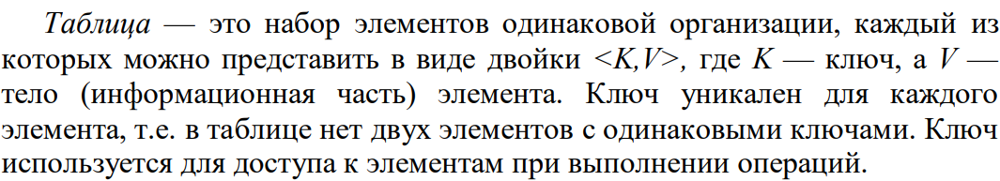 Таблица — это набор элементов одинаковой организации, каждый из
которых можно представить в виде двойки <K,V>, где K — ключ, а V —
тело (информационная часть) элемента. Ключ уникален для каждого
элемента, т.е. в таблице нет двух элементов с одинаковыми ключами. Ключ
используется для доступа к элементам при выполнении операций.